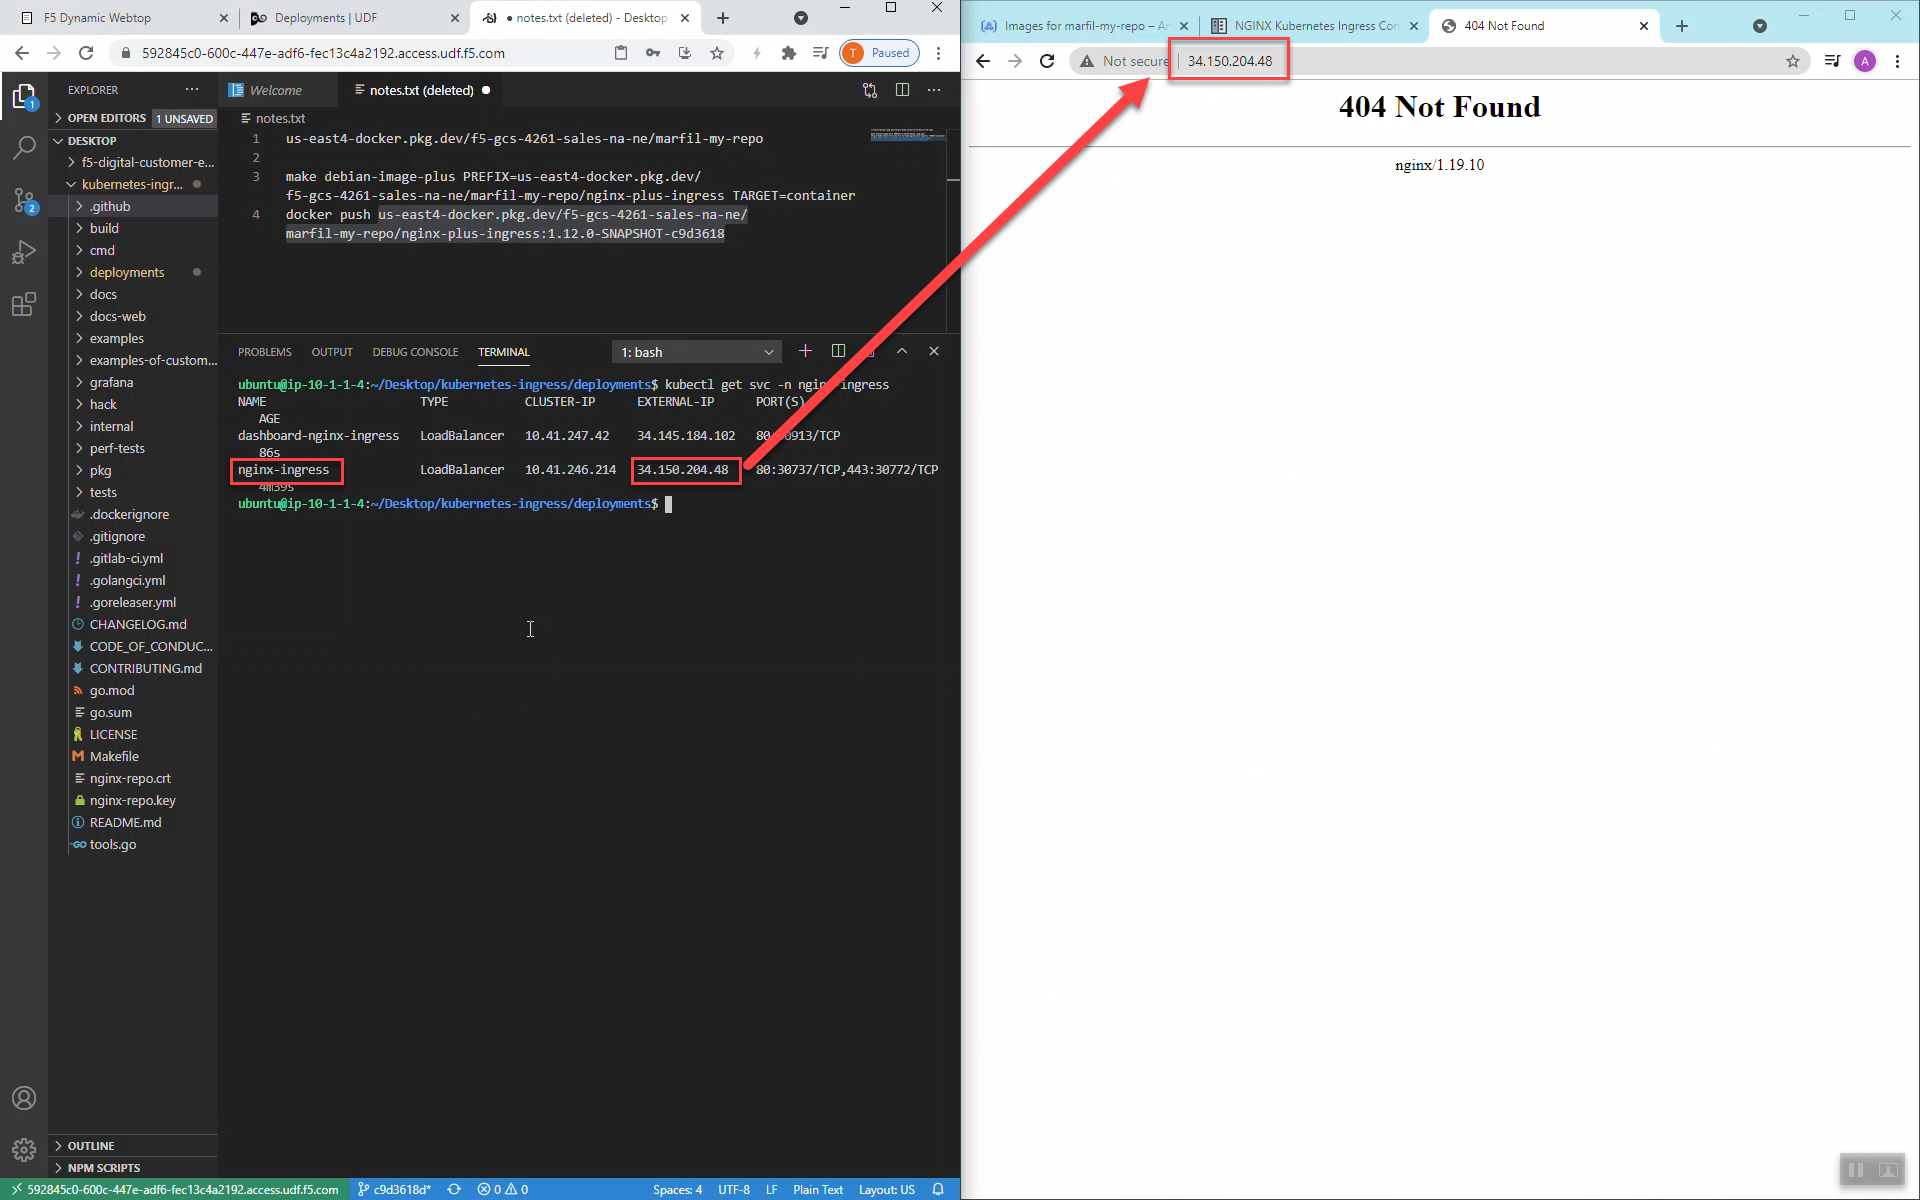 F5 Dynamic Webtop
Deployments | UDF
● notes.txt (deleted) - Desktop
592845c0-600c-447e-adf6-fec13c4a2192.access.udf.f5.com
T Paused
EXPLORER
OPEN EDITORS 1 UNSAVED
DESKTOP
f5-digital-customer-e...
kubernetes-ingr...
.github
build
cmd
deployments
docs
docs-web
examples
examples-of-custom...
grafana
hack
internal
perf-tests
pkg
tests
.dockerignore
.gitignore
.gitlab-ci.yml
.golangci.yml
.goreleaser.yml
CHANGELOG.md
CODE_OF_CONDUC...
CONTRIBUTING.md
go.mod
go.sum
LICENSE
Makefile
nginx-repo.crt
nginx-repo.key
README.md
tools.go
OUTLINE
NPM SCRIPTS
1
2
Welcome
notes.txt (deleted) ●
notes.txt
1 us-east4-docker.pkg.dev/f5-gcs-4261-sales-na-ne/marfil-my-repo
2
3 make debian-image-plus PREFIX=us-east4-docker.pkg.dev/
f5-gcs-4261-sales-na-ne/marfil-my-repo/nginx-plus-ingress TARGET=container
4 docker push us-east4-docker.pkg.dev/f5-gcs-4261-sales-na-ne/
marfil-my-repo/nginx-plus-ingress:1.12.0-SNAPSHOT-c9d3618
PROBLEMS OUTPUT DEBUG CONSOLE TERMINAL 1: bash
ubuntu@ip-10-1-1-4:~/Desktop/kubernetes-ingress/deployments$ kubectl get svc -n nginx-ingress
NAME TYPE CLUSTER-IP EXTERNAL-IP PORT(S)
AGE
dashboard-nginx-ingress LoadBalancer 10.41.247.42 34.145.184.102
86s
nginx-ingress LoadBalancer 10.41.246.214 34.150.204.48 80:30737/TCP,443:30772/TCP
4m39s
ubuntu@ip-10-1-1-4:~/Desktop/kubernetes-ingress/deployments$
592845c0-600c-447e-adf6-fec13c4a2192.access.udf.f5.com c9d3618d* 0 0 Spaces: 4 UTF-8 LF Plain Text Layout: US
Images for marfil-my-repo – Ar
NGINX Kubernetes Ingress Con
404 Not Found
Not secure | 34.150.204.48
A
404 Not Found
nginx/1.19.10